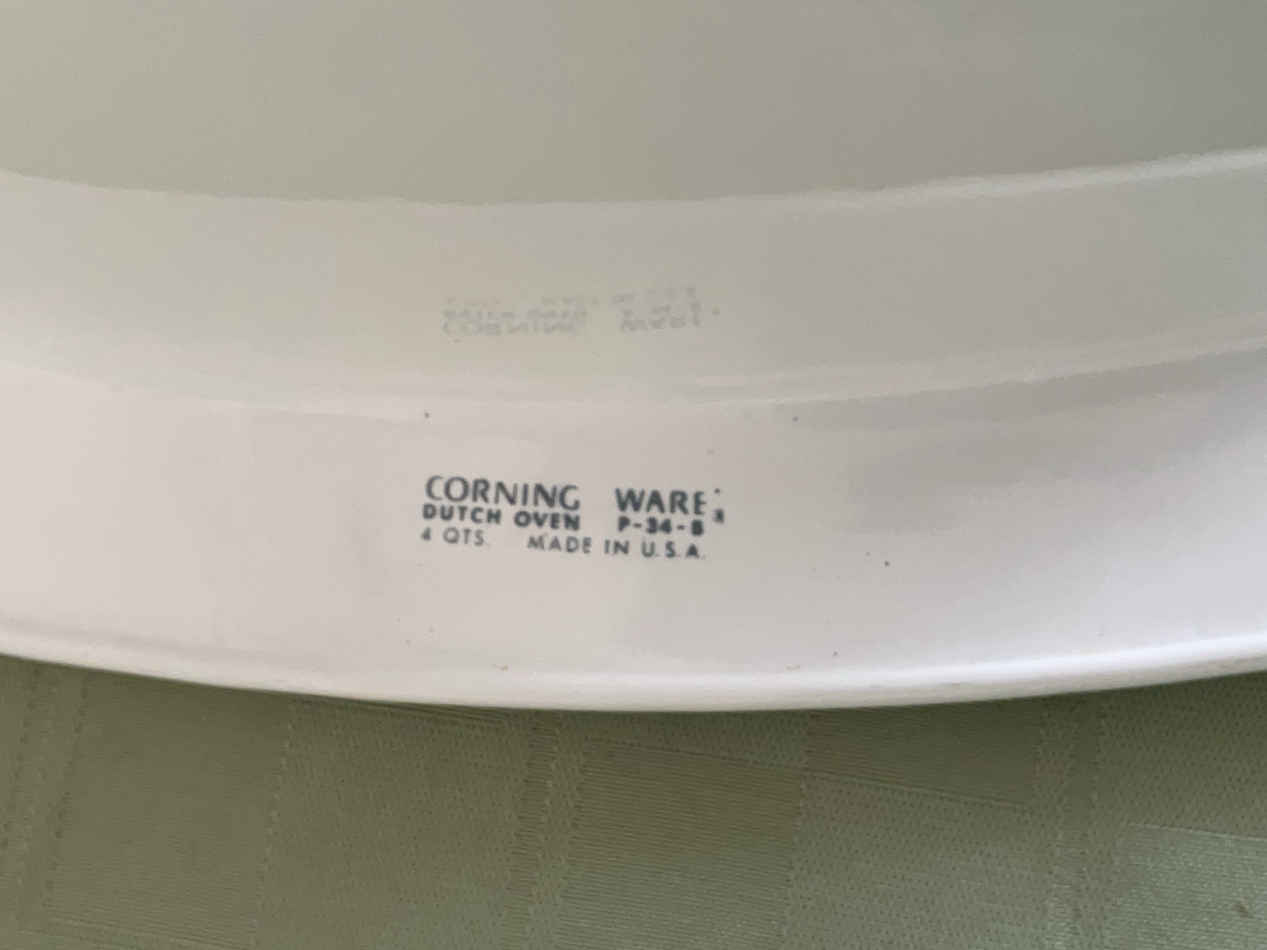 CORNING WARE
DUTCH OVEN P-34-B
4 QTS. MADE IN U.S.A.